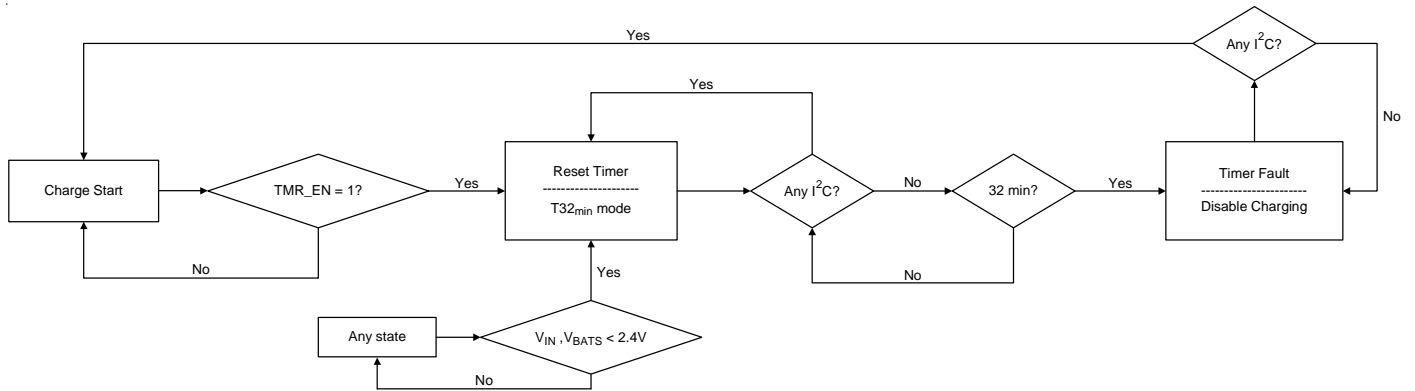 Yes
Any I²C?
No
Yes
Charge Start
TMR_EN = 1?
Yes
Reset Timer
----------------------
T32min mode
Any I²C?
No
32 min?
Yes
Timer Fault
------------------------
Disable Charging
No
No
Yes
Any state
VIN ,VBATS < 2.4V
No